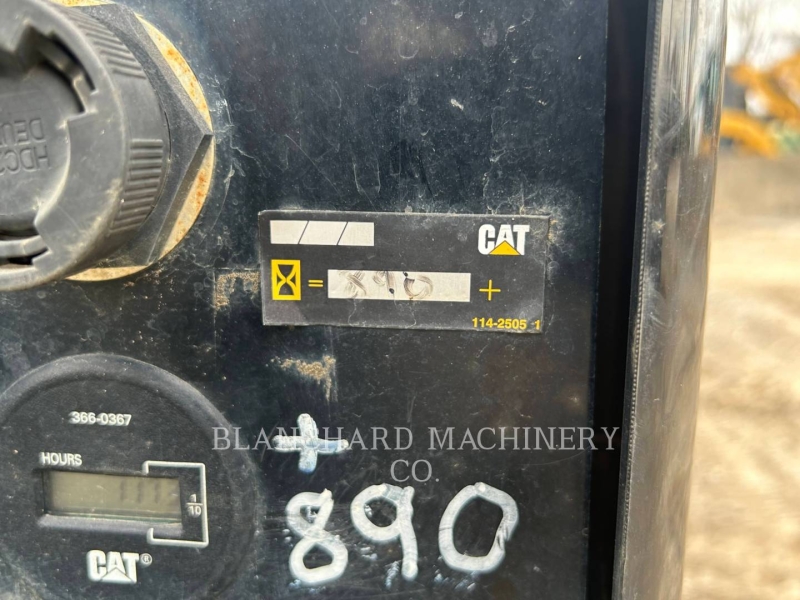 CAT
=
+
114-2505 1
366-0367
HOURS
1
10
CAT®
+
890
BLANCHARD MACHINERY
CO.